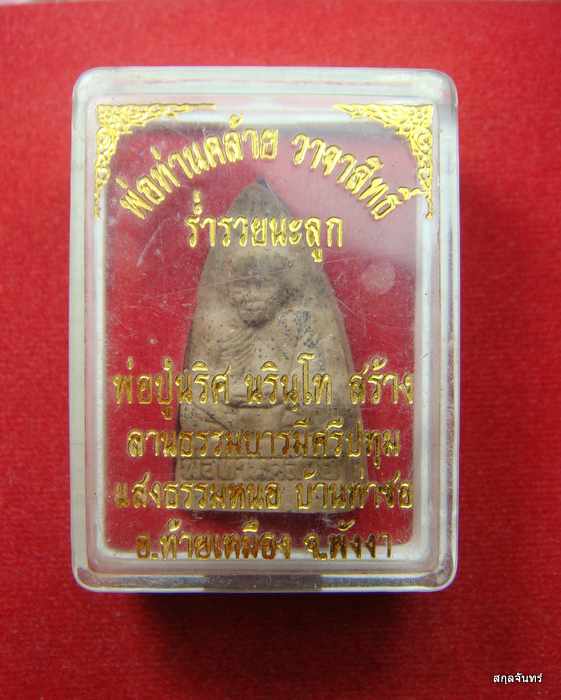 พ่อท่านคล้าย วาจาสิทธิ์
ร่ำรวยนะลูก
พ่อปู่นริศ นรินฺโท สร้าง
ลานธรรมบารมีศรีปทุม
แสงธรรมหนอ บ้านท่าซอ
อ.ท้ายเหมือง จ.พังงา
สกุลจันทร์